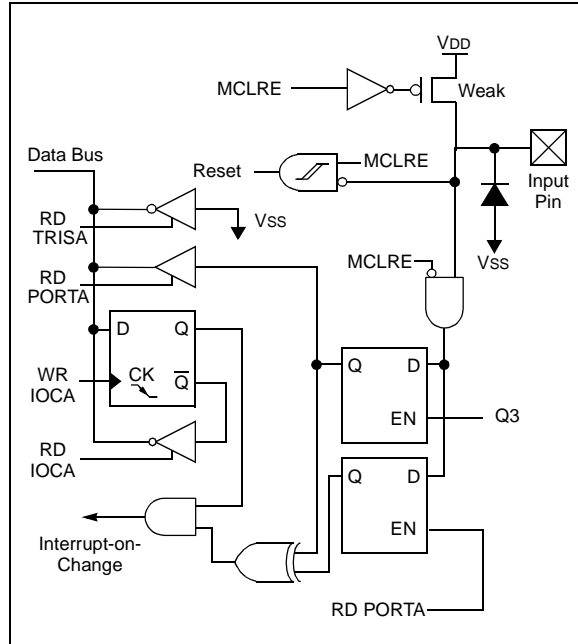 VDD
MCLRE
Weak
Data Bus
Reset
MCLRE
Input
Pin
RD
TRISA
VSS
VSS
RD
PORTA
MCLRE
D
Q
WR
IOCA
CK
Q
Q
D
EN
Q3
RD
IOCA
Q
D
EN
Interrupt-on-
Change
RD PORTA